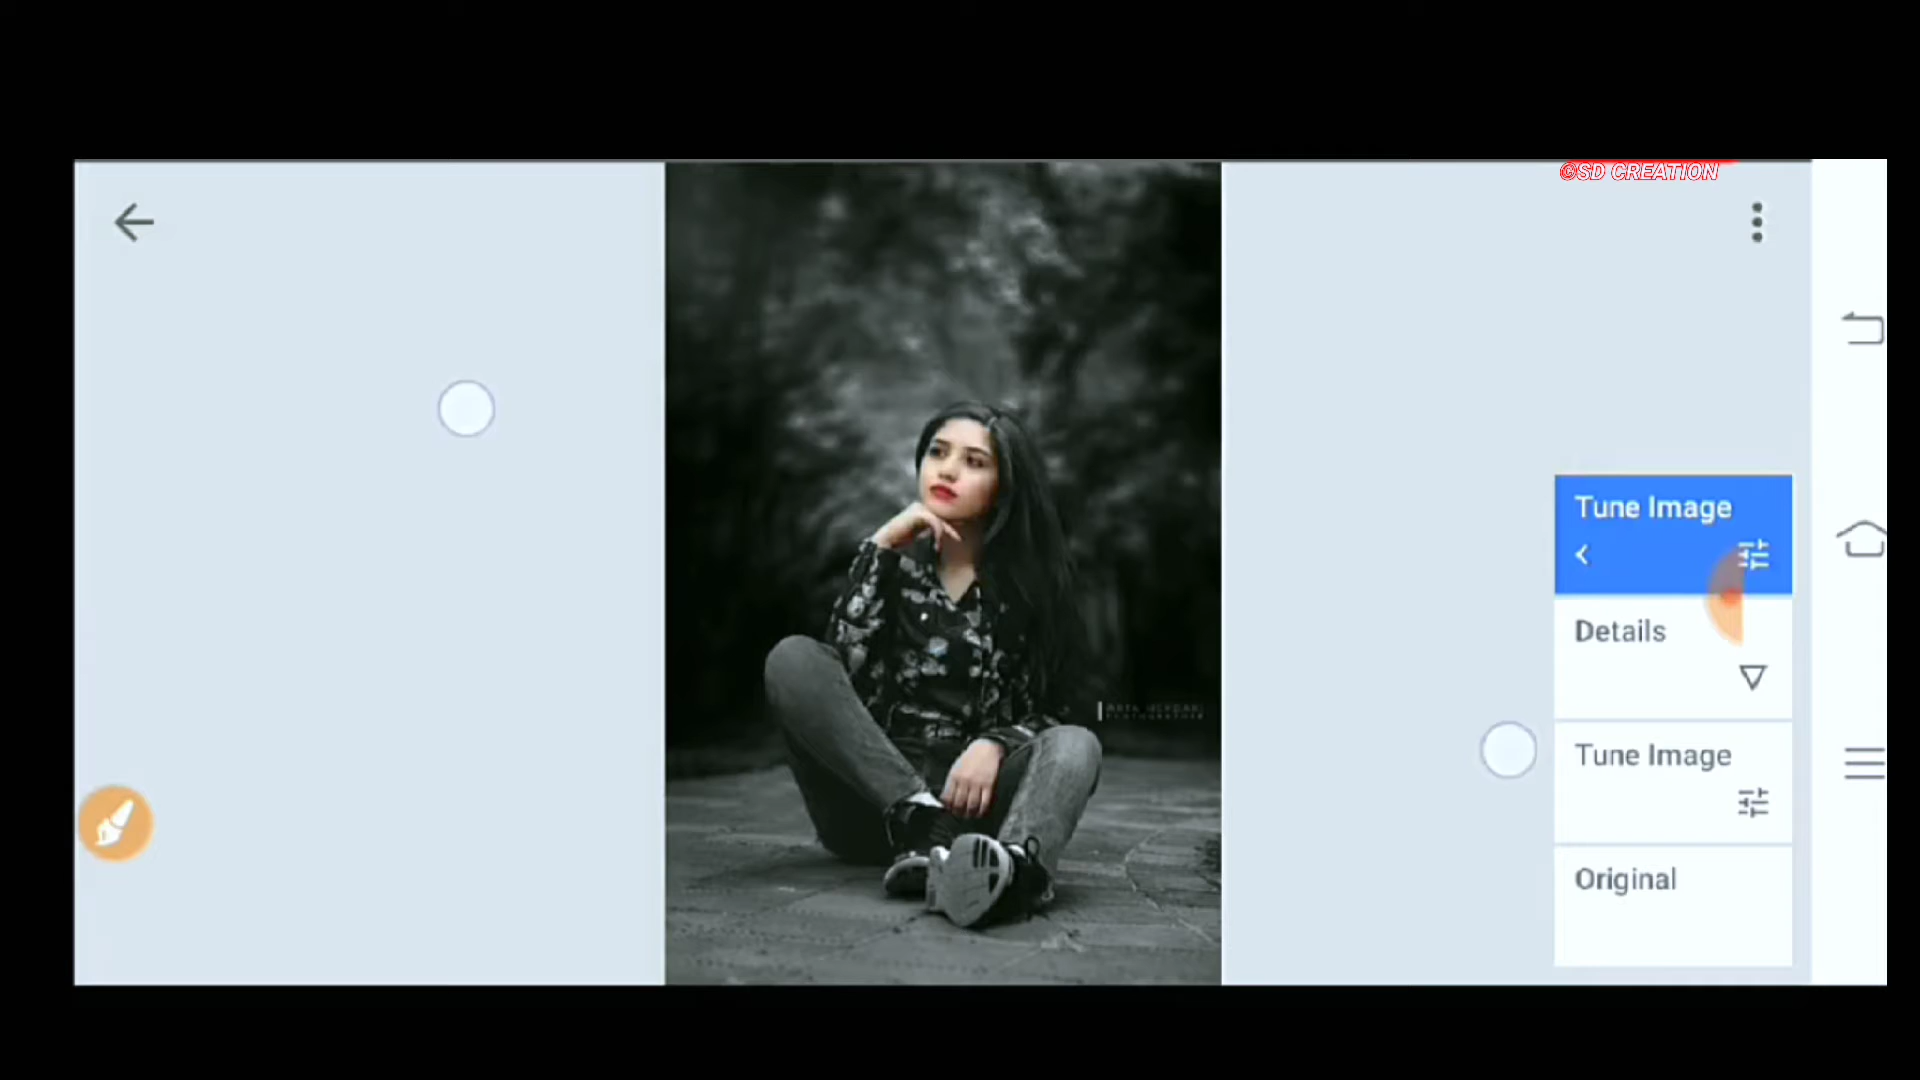 ©SD CREATION
Tune Image
Details
Tune Image
Original